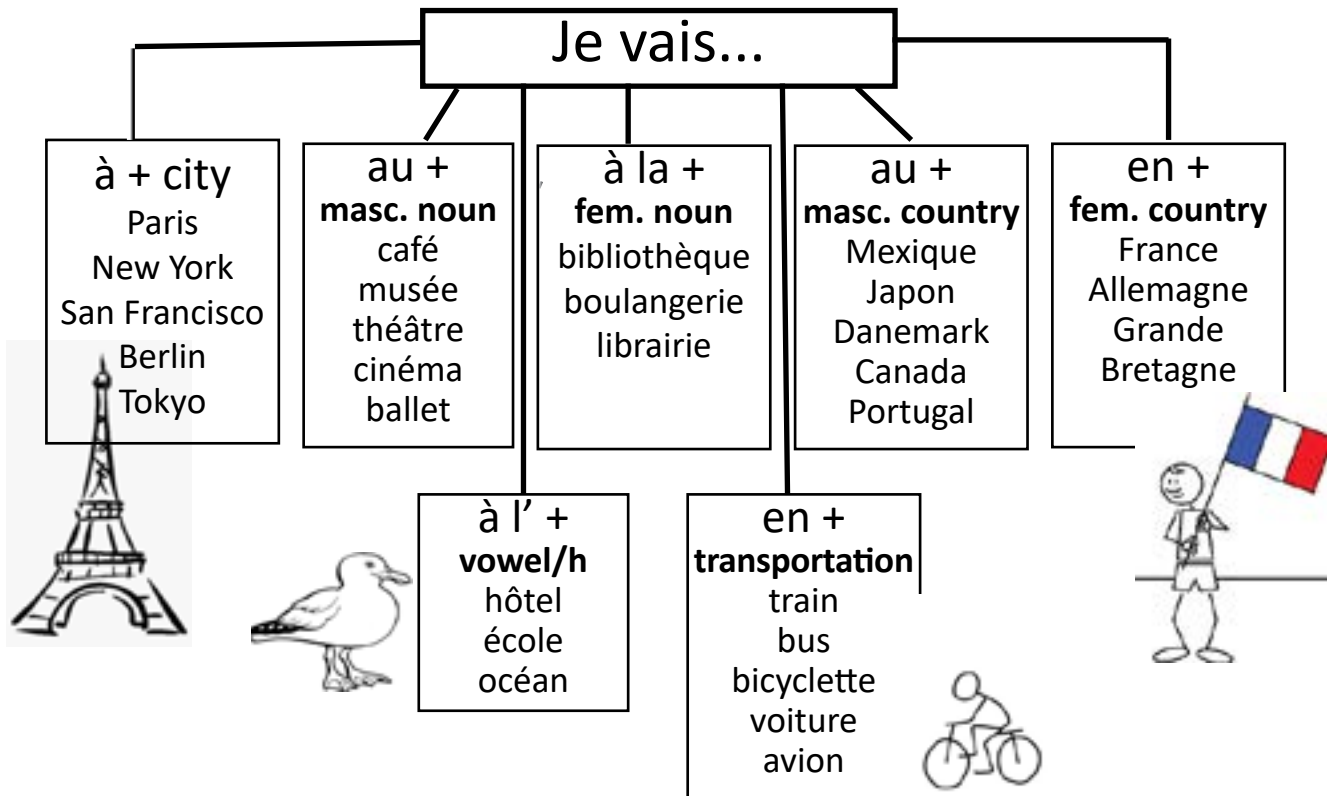 Je vais...
à + city
Paris
New York
San Francisco
Berlin
Tokyo
au +
masc. noun
café
musée
théâtre
cinéma
ballet
à la +
fem. noun
bibliothèque
boulangerie
librairie
au +
masc. country
Mexique
Japon
Danemark
Canada
Portugal
en +
fem. country
France
Allemagne
Grande
Bretagne
à l’ +
vowel/h
hôtel
école
océan
en +
transportation
train
bus
bicyclette
voiture
avion